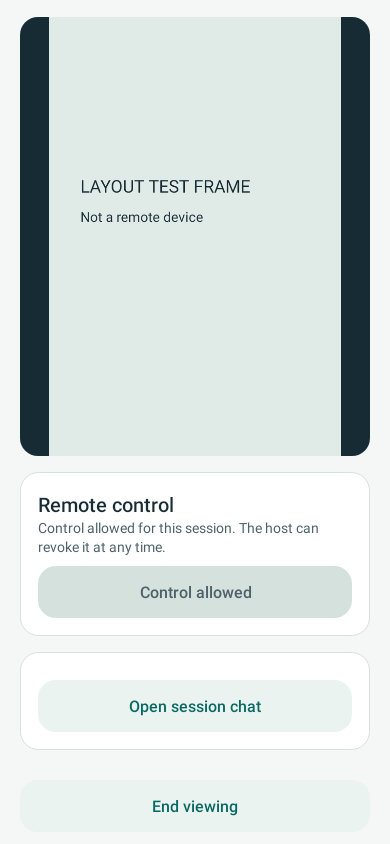 LAYOUT TEST FRAME
Not a remote device
Remote control
Control allowed for this session. The host can
revoke it at any time.
Control allowed
Open session chat
End viewing